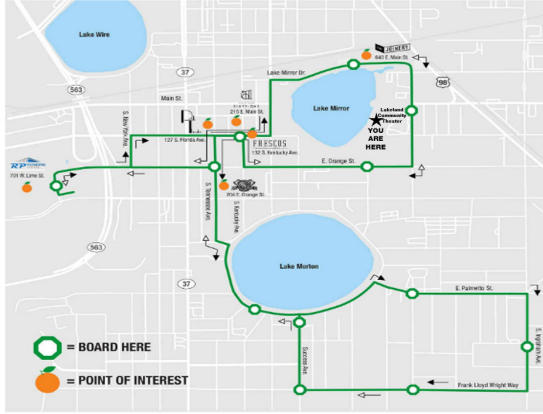 Lake Wire
THE JOINERY
640 E. Main St.
37
Lake Mirror Dr.
98
563
Main St.
S. New York Ave.
215 E. Main St.
Lake Mirror
Lakeland
Community
Theater
YOU ARE
HERE
127 S. Florida Ave.
FRESCOS
132 S. Kentucky Ave.
RP
701 W. Lime St.
E. Orange St.
S. Tennessee Ave.
S. Kentucky Ave.
563
Lake Morton
37
E. Palmetto St.
S. Ingraham Ave.
Success Ave.
= BOARD HERE
= POINT OF INTEREST
Frank Lloyd Wright Way